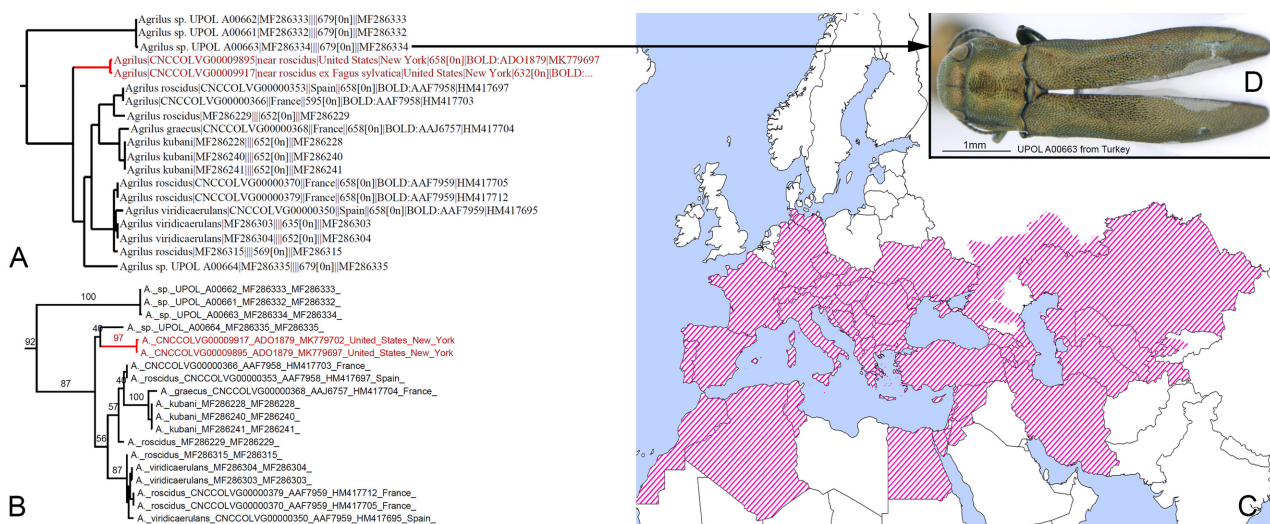 Agrilus sp. UPOL A00662|MF286333||||679[0n]||MF286333
Agrilus sp. UPOL A00661|MF286332||||679[0n]||MF286332
Agrilus sp. UPOL A00663|MF286334||||679[0n]||MF286334
Agrilus|CNCCOLVG00009895|near roscidus|United States|New York|658[0n]|BOLD:ADO1879|MK779697
Agrilus|CNCCOLVG00009917|near roscidus ex Fagus sylvatica|United States|New York|632[0n]|BOLD:...
Agrilus roscidus|CNCCOLVG00000353||Spain||658[0n]|BOLD:AAF7958|HM417697
Agrilus|CNCCOLVG00000366||France||595[0n]|BOLD:AAF7958|HM417703
Agrilus roscidus|MF286229||||652[0n]||MF286229
Agrilus graecus|CNCCOLVG00000368||France||658[0n]|BOLD:AAJ6757|HM417704
Agrilus kubani|MF286228||||652[0n]||MF286228
Agrilus kubani|MF286240||||652[0n]||MF286240
Agrilus kubani|MF286241||||652[0n]||MF286241
Agrilus roscidus|CNCCOLVG00000370||France||658[0n]|BOLD:AAF7959|HM417705
Agrilus roscidus|CNCCOLVG00000379||France||658[0n]|BOLD:AAF7959|HM417712
Agrilus viridicaerulans|CNCCOLVG00000350||Spain||658[0n]|BOLD:AAF7959|HM417695
Agrilus viridicaerulans|MF286303||||635[0n]||MF286303
Agrilus viridicaerulans|MF286304||||652[0n]||MF286304
Agrilus roscidus|MF286315||||569[0n]||MF286315
Agrilus sp. UPOL A00664|MF286335||||679[0n]||MF286335
A
92
100
87
40
97
40
100
57
56
87
A._sp._UPOL_A00662_MF286333_MF286333_
A._sp._UPOL_A00661_MF286332_MF286332_
A._sp._UPOL_A00663_MF286334_MF286334_
A._sp_UPOL_A00664_MF286335_MF286335_
A._CNCCOLVG00009917_ADO1879_MK779702_United_States_New_York
A._CNCCOLVG00009895_ADO1879_MK779697_United_States_New_York
A._CNCCOLVG00000366_AAF7958_HM417703_France_
A._roscidus_CNCCOLVG00000353_AAF7958_HM417697_Spain_
A._graecus_CNCCOLVG00000368_AAJ6757_HM417704_France_
A._kubani_MF286228_MF286228_
A._kubani_MF286240_MF286240_
A._kubani_MF286241_MF286241_
A._roscidus_MF286229_MF286229_
A._roscidus_MF286315_MF286315_
A._viridicaerulans_MF286304_MF286304_
A._viridicaerulans_MF286303_MF286303_
A._roscidus_CNCCOLVG00000379_AAF7959_HM417712_France_
A._roscidus_CNCCOLVG00000370_AAF7959_HM417705_France_
A._viridicaerulans_CNCCOLVG00000350_AAF7959_HM417695_Spain_
B
C
D
1mm
UPOL A00663 from Turkey